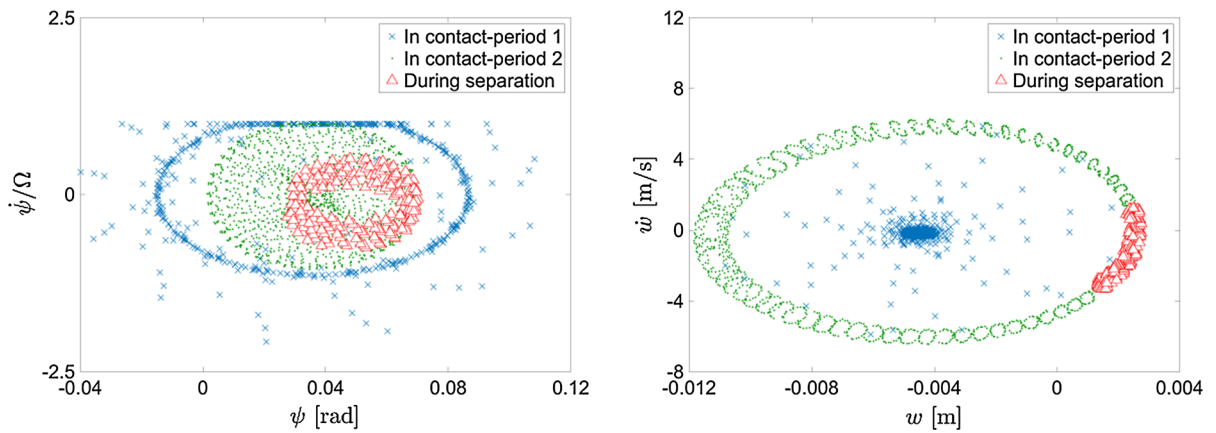 2.5
0
-2.5
ψ̇/Ω
-0.04
0
0.04
0.08
0.12
ψ [rad]
In contact-period 1
In contact-period 2
During separation
12
8
4
0
-4
-8
ẇ [m/s]
-0.012
-0.008
-0.004
0
0.004
w [m]
In contact-period 1
In contact-period 2
During separation